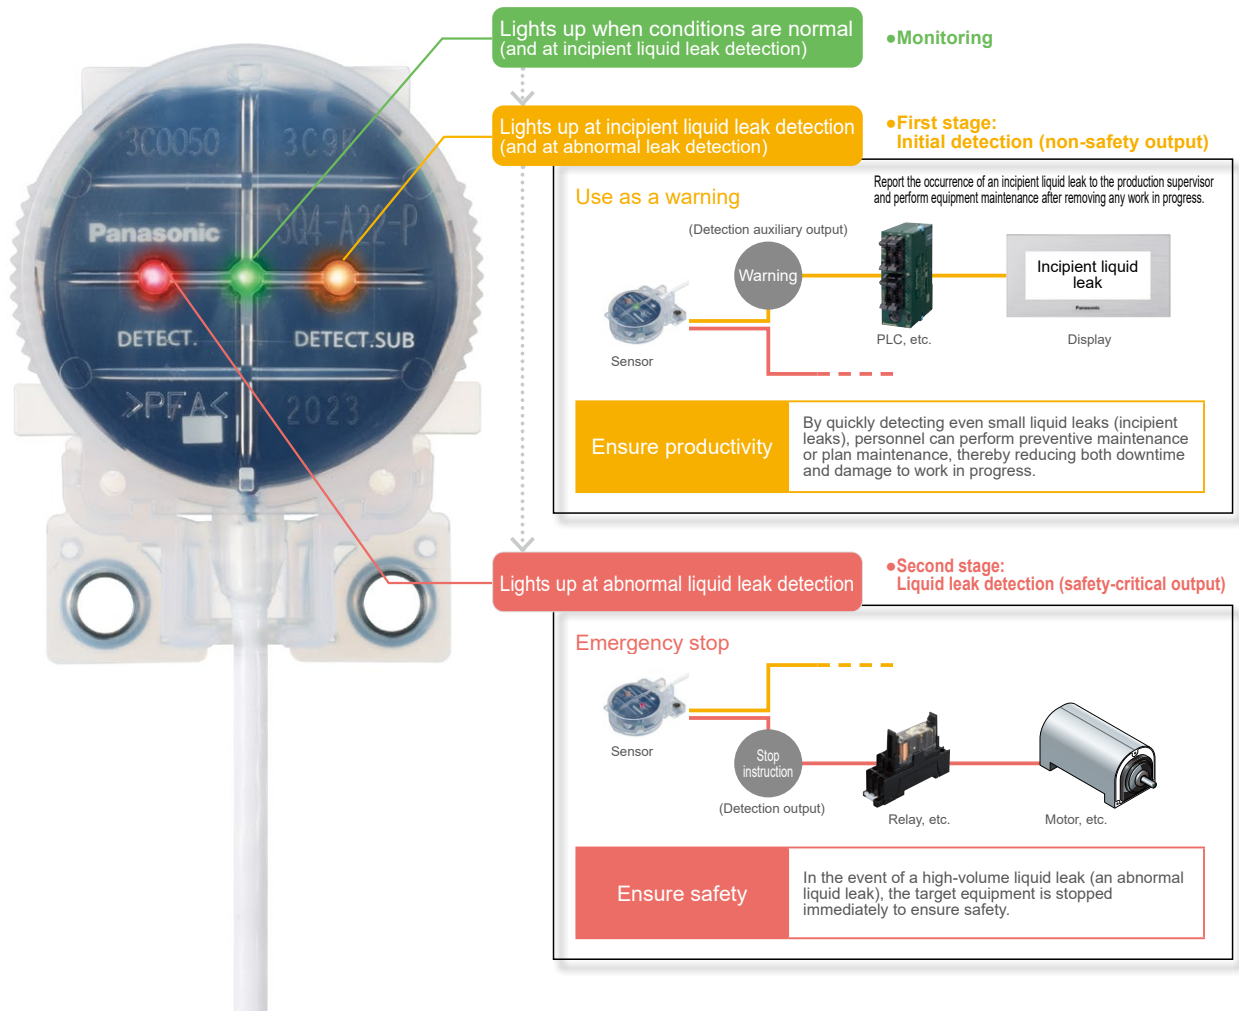 Lights up when conditions are normal
(and at incipient liquid leak detection)
●Monitoring
Lights up at incipient liquid leak detection
(and at abnormal leak detection)
●First stage:
Initial detection (non-safety output)
3C0050
3C9K
Panasonic
SQ4-A22-P
DETECT.
DETECT.SUB
>PFA<
2023
Use as a warning
Report the occurrence of an incipient liquid leak to the production supervisor
and perform equipment maintenance after removing any work in progress.
(Detection auxiliary output)
Warning
Incipient liquid
leak
Panasonic
Sensor
PLC, etc.
Display
Ensure productivity
By quickly detecting even small liquid leaks (incipient
leaks), personnel can perform preventive maintenance
or plan maintenance, thereby reducing both downtime
and damage to work in progress.
Lights up at abnormal liquid leak detection
●Second stage:
Liquid leak detection (safety-critical output)
Emergency stop
Sensor
Stop
instruction
(Detection output)
Relay, etc.
Motor, etc.
Ensure safety
In the event of a high-volume liquid leak (an abnormal
liquid leak), the target equipment is stopped
immediately to ensure safety.